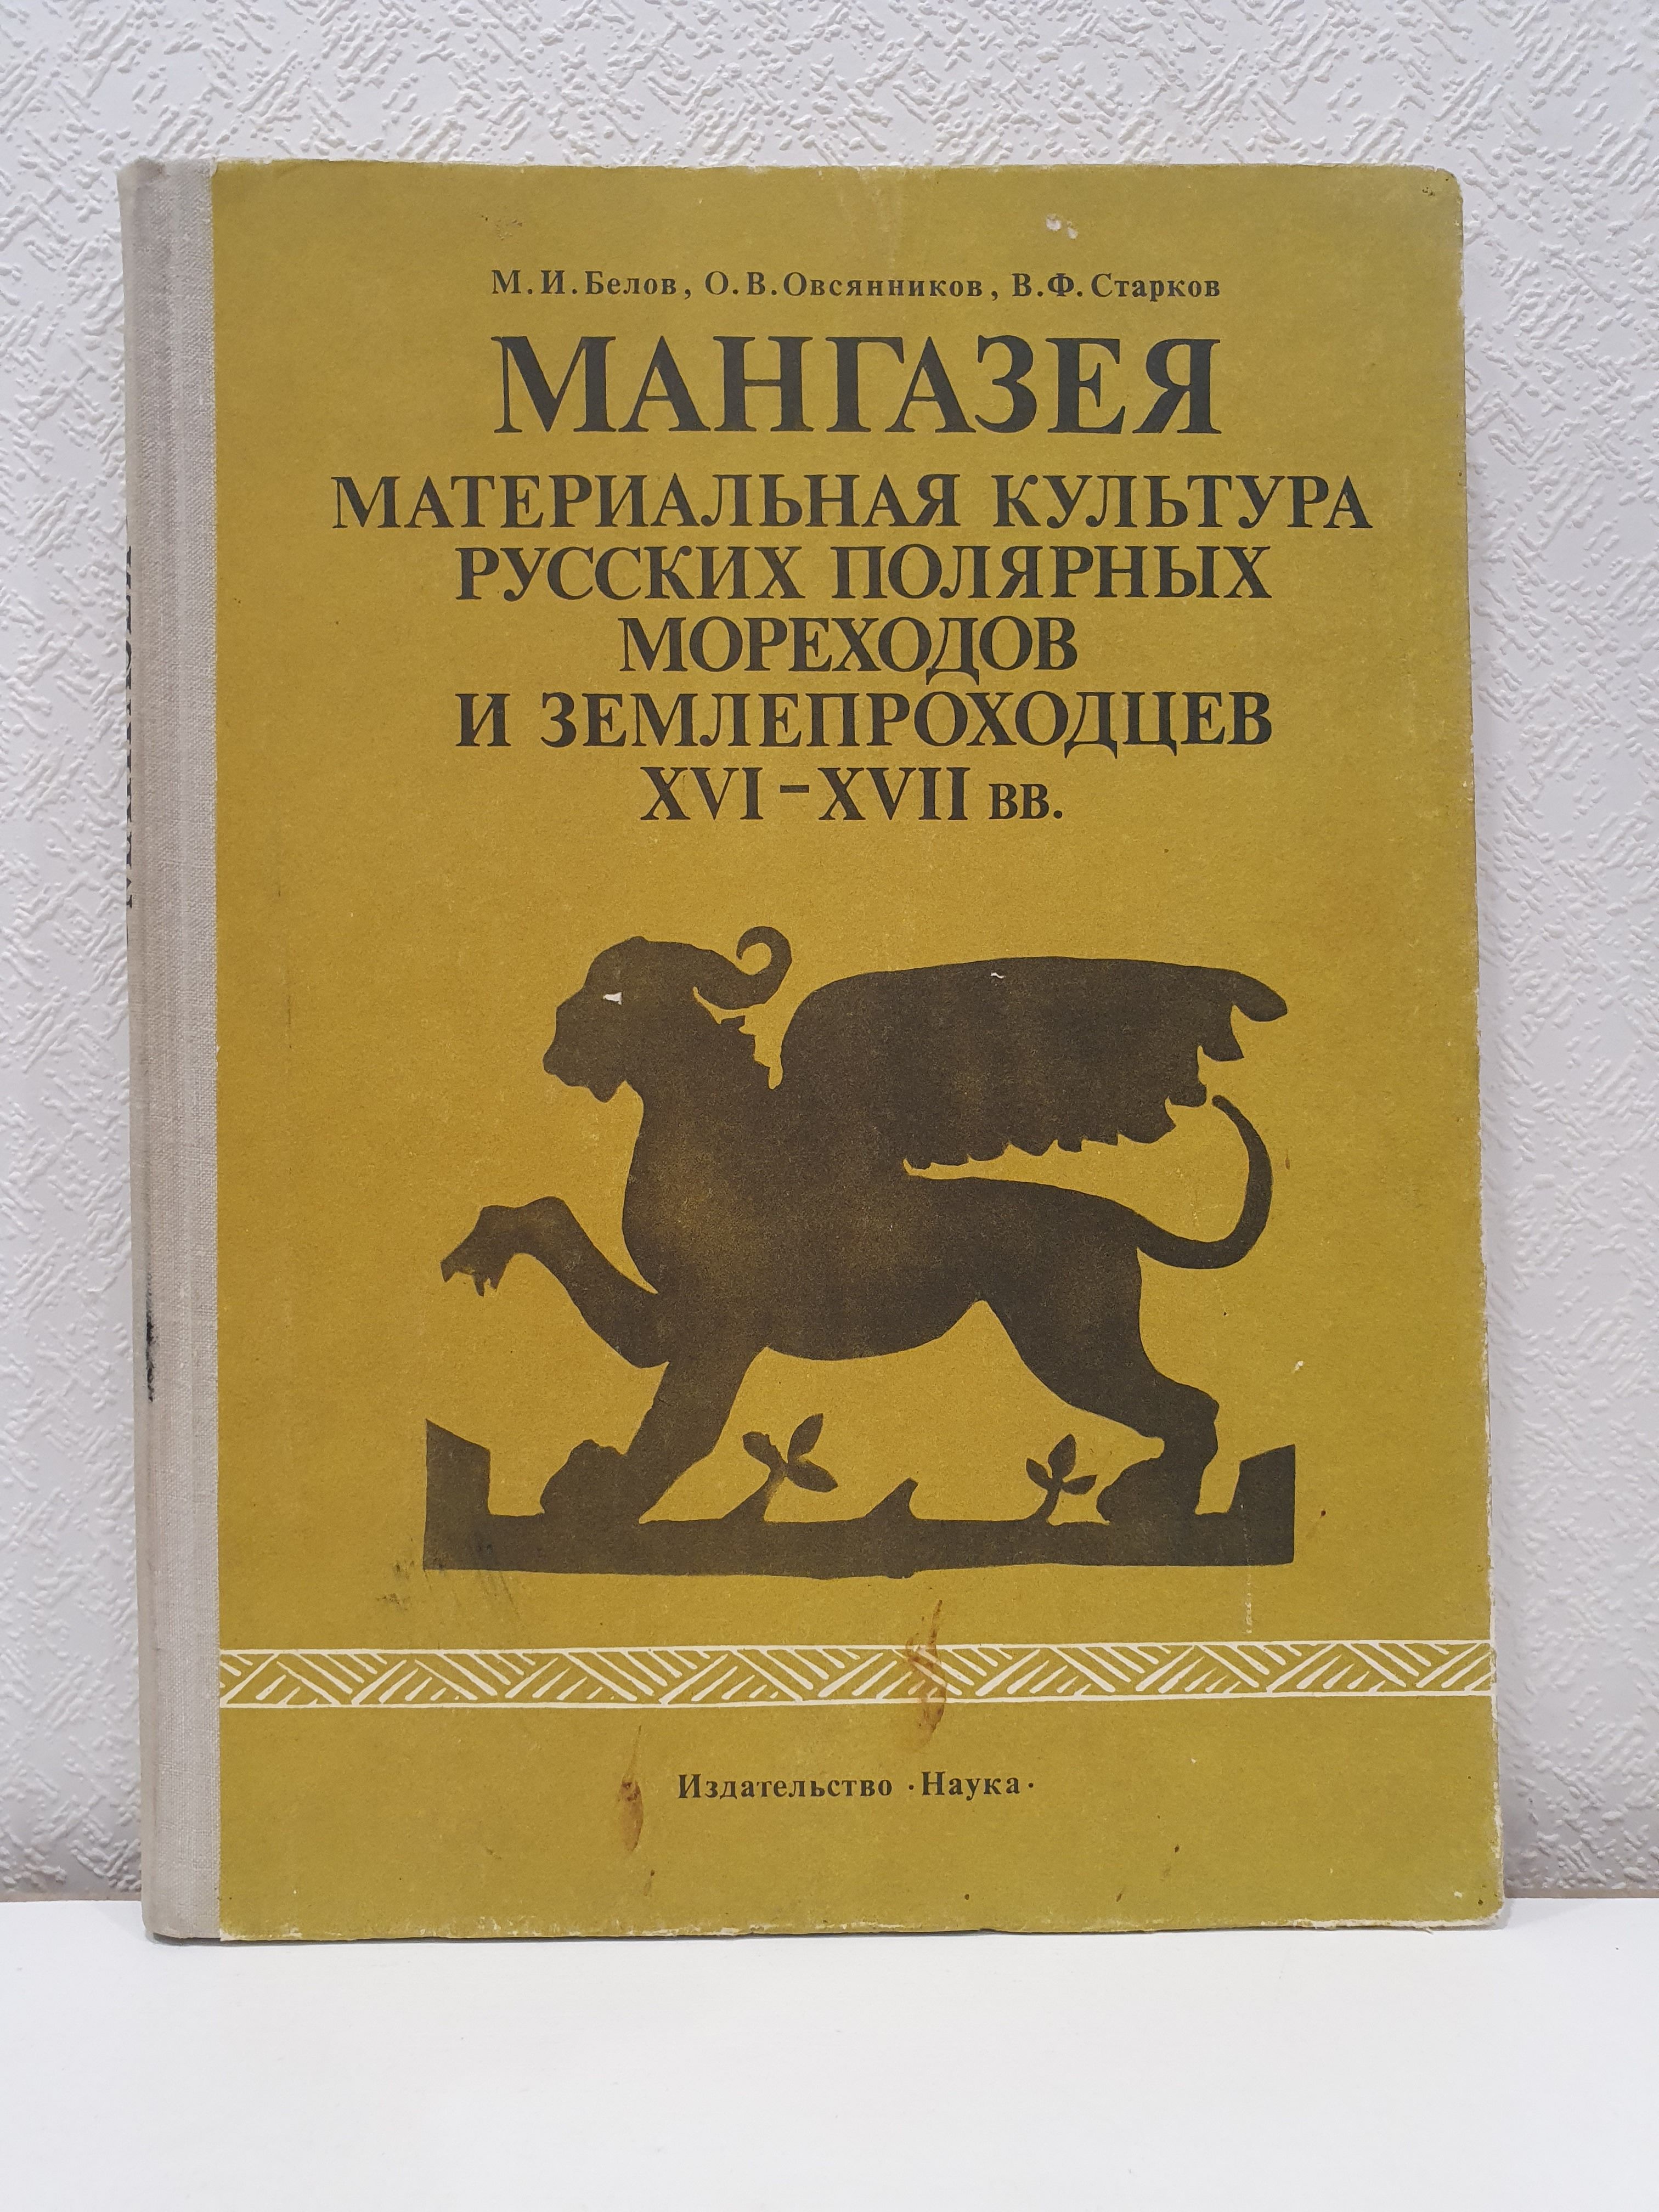 М. И. Белов, О. В. Овсянников, В. Ф. Старков
МАНГАЗЕЯ
МАТЕРИАЛЬНАЯ КУЛЬТУРА
РУССКИХ ПОЛЯРНЫХ
МОРЕХОДОВ
И ЗЕМЛЕПРОХОДЦЕВ
XVI – XVII ВВ.
Издательство ·Наука·